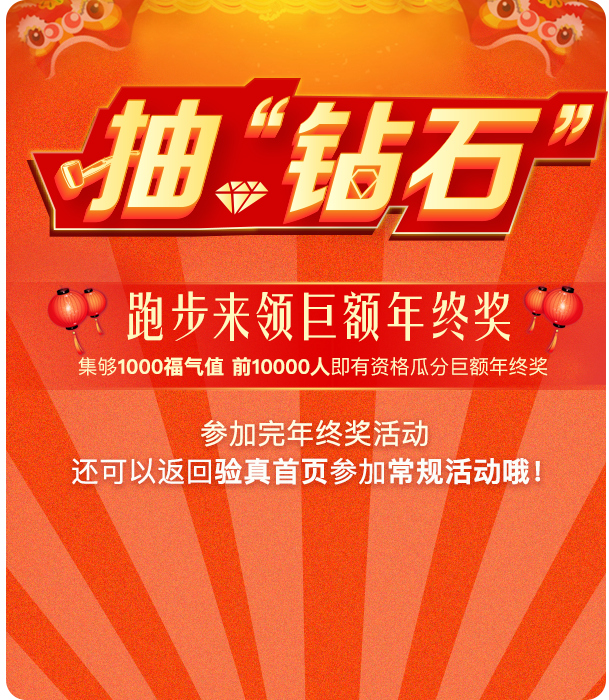 抽“钻石”
跑步来领巨额年终奖
集够1000福气值 前10000人即有资格瓜分巨额年终奖
参加完年终奖活动
还可以返回验真首页参加常规活动哦!